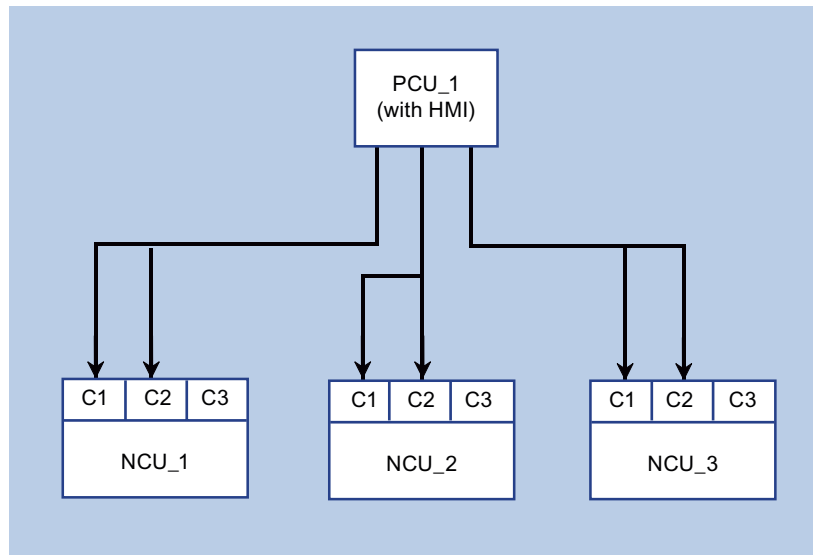 PCU_1
(with HMI)
C1 C2 C3
NCU_1
C1 C2 C3
NCU_2
C1 C2 C3
NCU_3